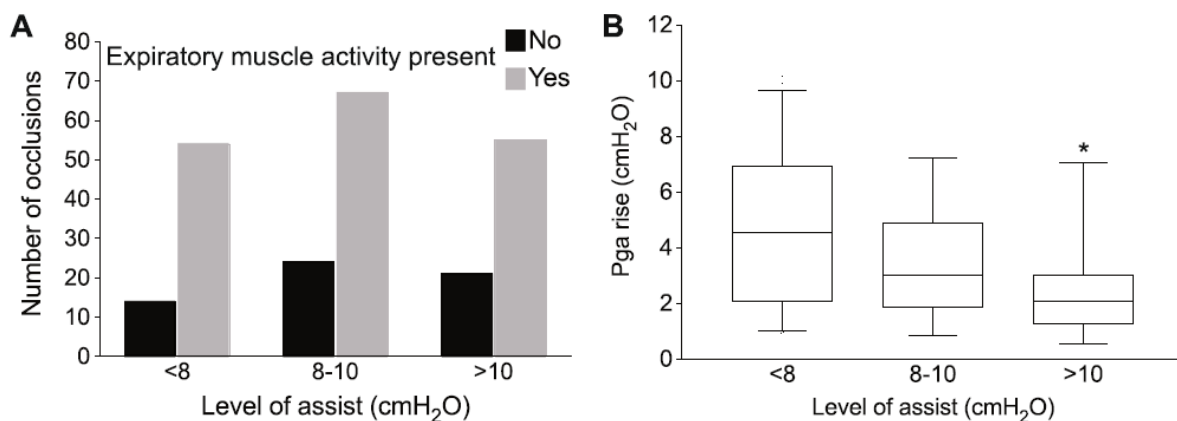 A
Number of occlusions
80
70
60
50
40
30
20
10
0
Expiratory muscle activity present
No
Yes
<8
8-10
>10
Level of assist (cmH₂O)
B
Pga rise (cmH₂O)
12
10
8
6
4
2
0
*
<8
8-10
>10
Level of assist (cmH₂O)